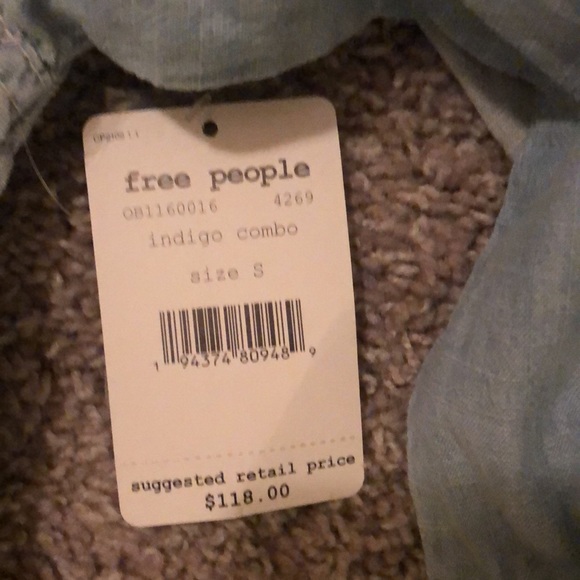 free people
OB1160016 4269
indigo combo
size S
1 94374 80948 9
suggested retail price
$118.00